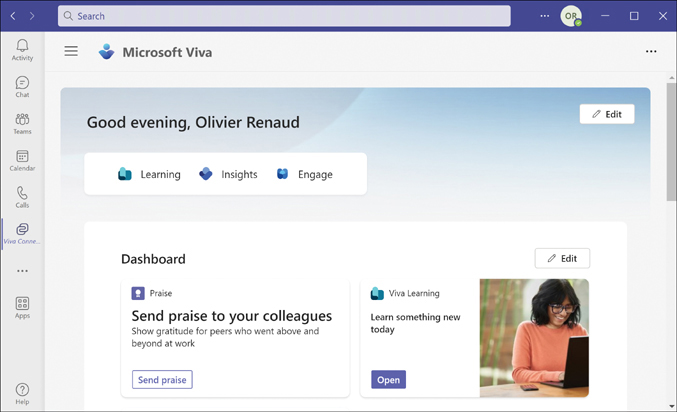 Search
OR
Activity
Chat
Teams
Calendar
Calls
Viva Conne...
Apps
Help
Microsoft Viva
Good evening, Olivier Renaud
Edit
Learning
Insights
Engage
Dashboard
Edit
Praise
Send praise to your colleagues
Show gratitude for peers who went above and
beyond at work
Send praise
Viva Learning
Learn something new
today
Open